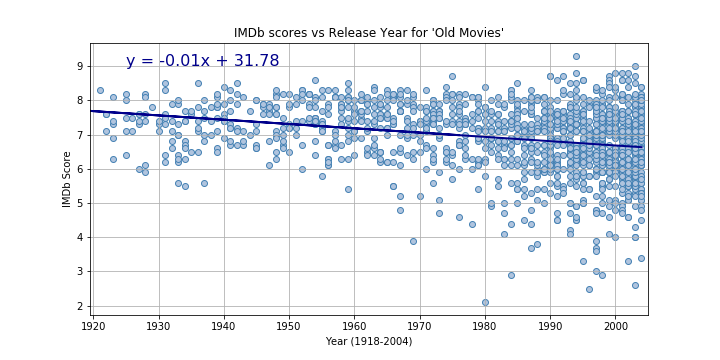 IMDb scores vs Release Year for 'Old Movies'
y = -0.01x + 31.78
9
8
7
6
5
4
3
2
IMDb Score
1920 1930 1940 1950 1960 1970 1980 1990 2000
Year (1918-2004)